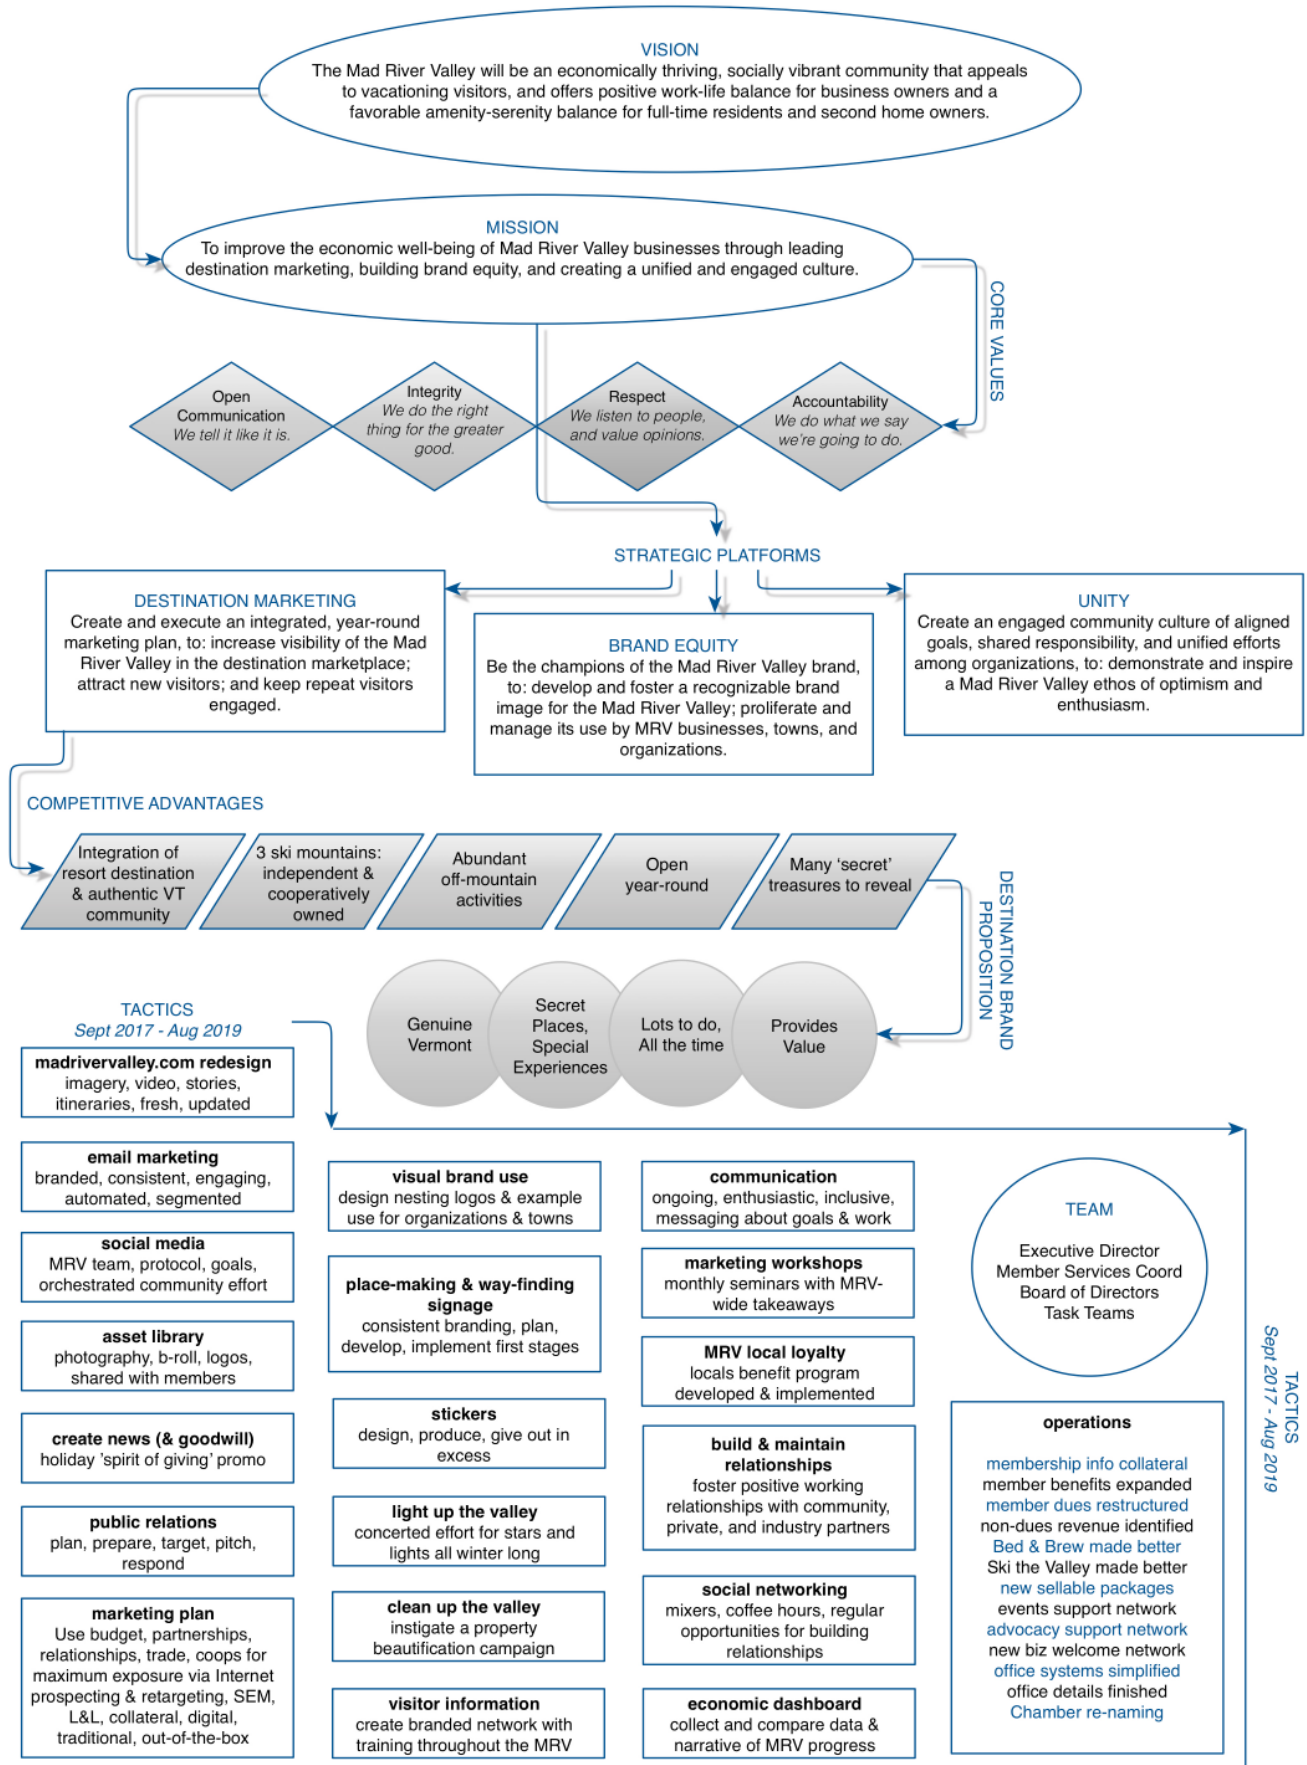 VISION
The Mad River Valley will be an economically thriving, socially vibrant community that appeals
to vacationing visitors, and offers positive work-life balance for business owners and a
favorable amenity-serenity balance for full-time residents and second home owners.
MISSION
To improve the economic well-being of Mad River Valley businesses through leading
destination marketing, building brand equity, and creating a unified and engaged culture.
CORE VALUES
Open
Communication
We tell it like it is.
Integrity
We do the right
thing for the greater
good.
Respect
We listen to people,
and value opinions.
Accountability
We do what we say
we're going to do.
STRATEGIC PLATFORMS
DESTINATION MARKETING
Create and execute an integrated, year-round
marketing plan, to: increase visibility of the Mad
River Valley in the destination marketplace;
attract new visitors; and keep repeat visitors
engaged.
BRAND EQUITY
Be the champions of the Mad River Valley brand,
to: develop and foster a recognizable brand
image for the Mad River Valley; proliferate and
manage its use by MRV businesses, towns, and
organizations.
UNITY
Create an engaged community culture of aligned
goals, shared responsibility, and unified efforts
among organizations, to: demonstrate and inspire
a Mad River Valley ethos of optimism and
enthusiasm.
COMPETITIVE ADVANTAGES
Integration of
resort destination
& authentic VT
community
3 ski mountains:
independent &
cooperatively
owned
Abundant
off-mountain
activities
Open
year-round
Many 'secret'
treasures to reveal
DESTINATION BRAND
PROPOSITION
Genuine
Vermont
Secret
Places,
Special
Experiences
Lots to do,
All the time
Provides
Value
TACTICS
Sept 2017 - Aug 2019
madrivervalley.com redesign
imagery, video, stories,
itineraries, fresh, updated
email marketing
branded, consistent, engaging,
automated, segmented
social media
MRV team, protocol, goals,
orchestrated community effort
asset library
photography, b-roll, logos,
shared with members
create news (& goodwill)
holiday 'spirit of giving' promo
public relations
plan, prepare, target, pitch,
respond
marketing plan
Use budget, partnerships,
relationships, trade, coops for
maximum exposure via Internet
prospecting & retargeting, SEM,
L&L, collateral, digital,
traditional, out-of-the-box
visual brand use
design nesting logos & example
use for organizations & towns
place-making & way-finding
signage
consistent branding, plan,
develop, implement first stages
stickers
design, produce, give out in
excess
light up the valley
concerted effort for stars and
lights all winter long
clean up the valley
instigate a property
beautification campaign
visitor information
create branded network with
training throughout the MRV
communication
ongoing, enthusiastic, inclusive,
messaging about goals & work
marketing workshops
monthly seminars with MRV-
wide takeaways
MRV local loyalty
locals benefit program
developed & implemented
build & maintain
relationships
foster positive working
relationships with community,
private, and industry partners
social networking
mixers, coffee hours, regular
opportunities for building
relationships
economic dashboard
collect and compare data &
narrative of MRV progress
TEAM
Executive Director
Member Services Coord
Board of Directors
Task Teams
operations
membership info collateral
member benefits expanded
member dues restructured
non-dues revenue identified
Bed & Brew made better
Ski the Valley made better
new sellable packages
events support network
advocacy support network
new biz welcome network
office systems simplified
office details finished
Chamber re-naming
TACTICS
Sept 2017 - Aug 2019